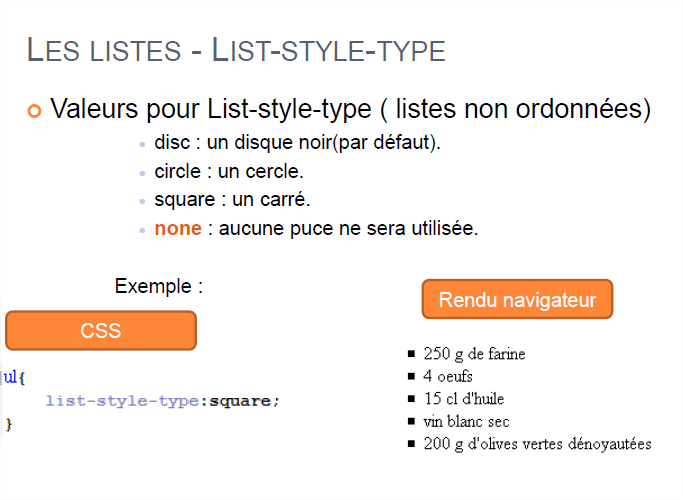 LES LISTES - LIST-STYLE-TYPE
Valeurs pour List-style-type ( listes non ordonnées)
disc : un disque noir(par défaut).
circle : un cercle.
square : un carré.
none : aucune puce ne sera utilisée.
Exemple :
CSS
ul{
list-style-type:square;
}
Rendu navigateur
250 g de farine
4 oeufs
15 cl d'huile
vin blanc sec
200 g d'olives vertes dénoyautées